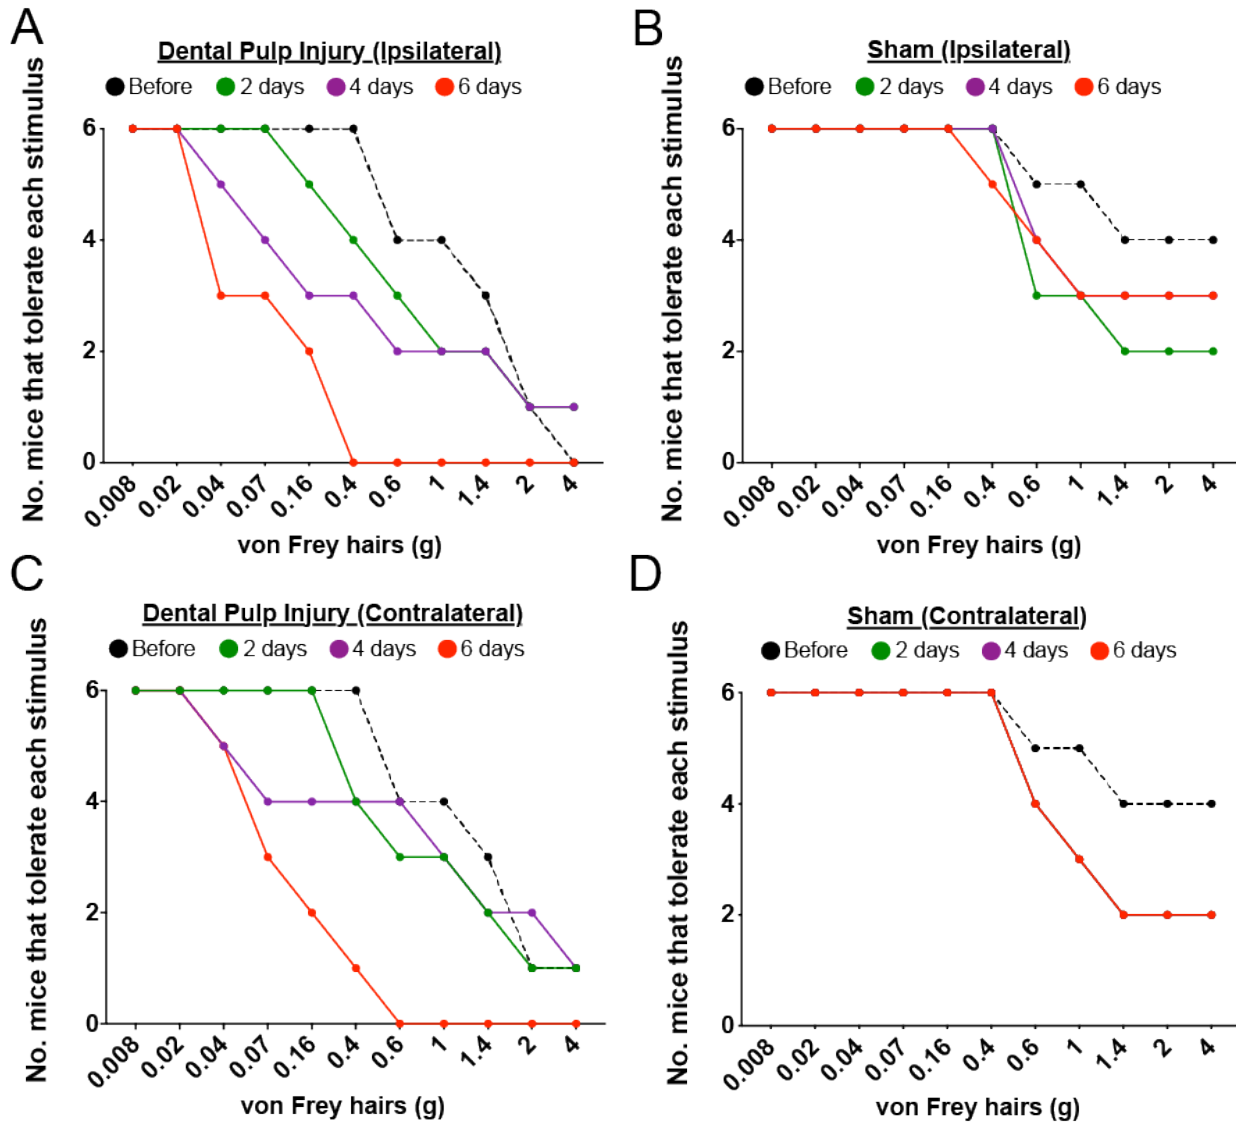 A
Dental Pulp Injury (Ipsilateral)
Before 2 days 4 days 6 days
No. mice that tolerate each stimulus
6
4
2
0
0.008 0.02 0.04 0.07 0.16 0.4 0.6 1 1.4 2 4
von Frey hairs (g)
B
Sham (Ipsilateral)
Before 2 days 4 days 6 days
No. mice that tolerate each stimulus
6
4
2
0
0.008 0.02 0.04 0.07 0.16 0.4 0.6 1 1.4 2 4
von Frey hairs (g)
C
Dental Pulp Injury (Contralateral)
Before 2 days 4 days 6 days
No. mice that tolerate each stimulus
6
4
2
0
0.008 0.02 0.04 0.07 0.16 0.4 0.6 1 1.4 2 4
von Frey hairs (g)
D
Sham (Contralateral)
Before 2 days 4 days 6 days
No. mice that tolerate each stimulus
6
4
2
0
0.008 0.02 0.04 0.07 0.16 0.4 0.6 1 1.4 2 4
von Frey hairs (g)